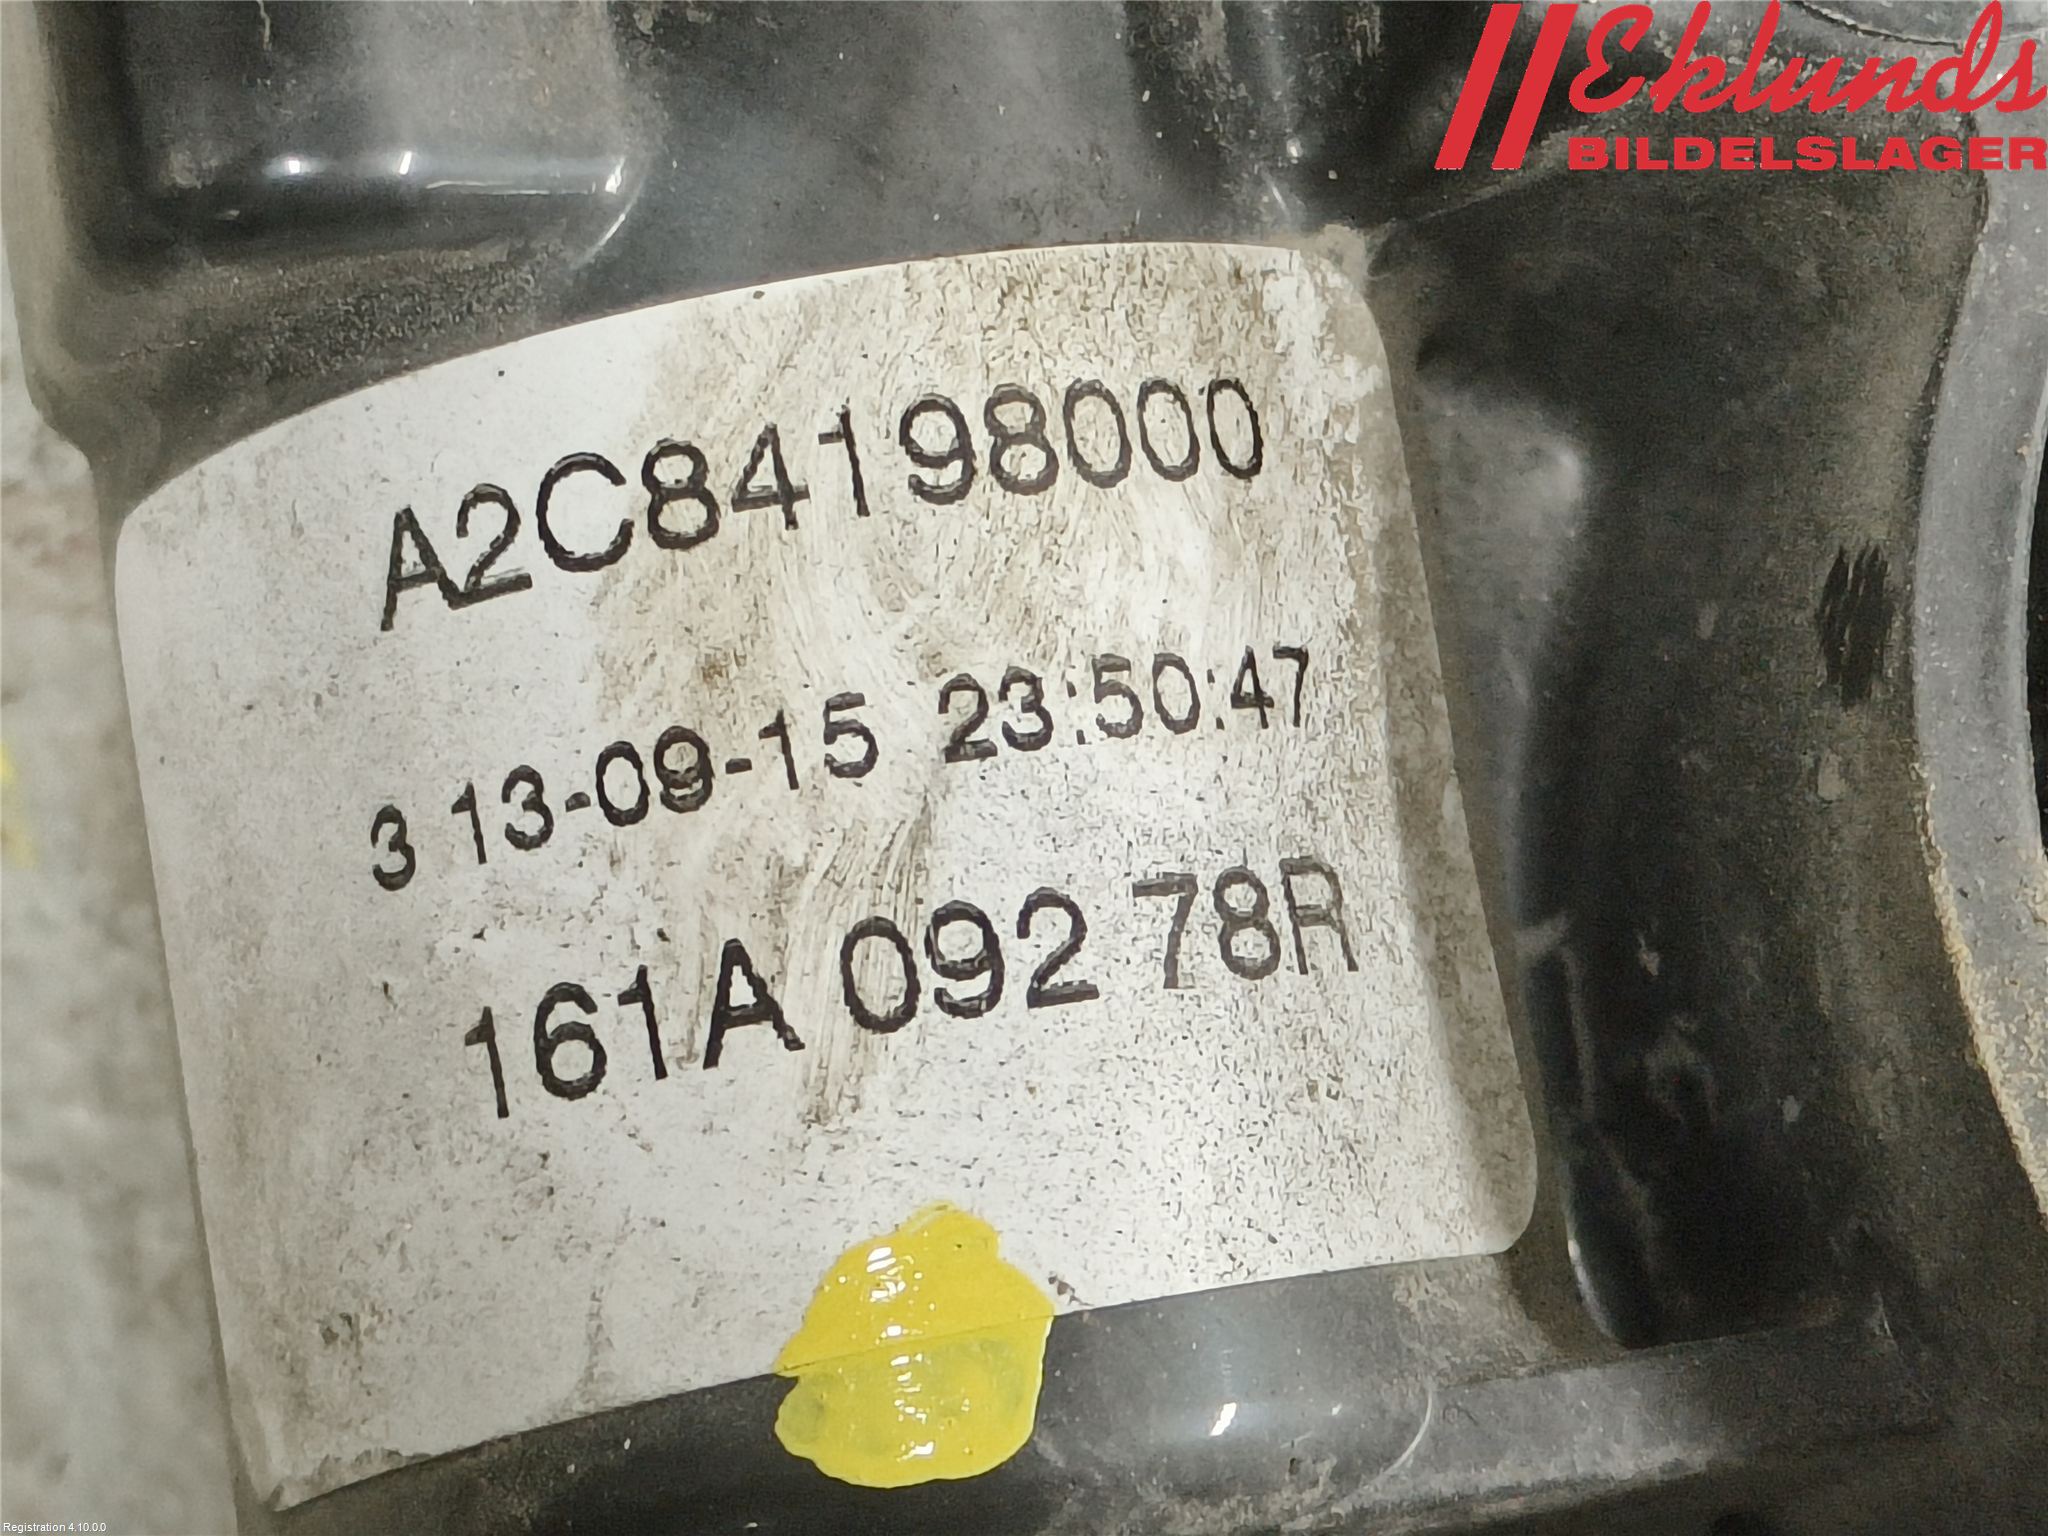 Eklunds
BILDELSLAGER
A2C84198000
3 13-09-15 23:50:47
161A 092 78R
Registration 4.10.0.0